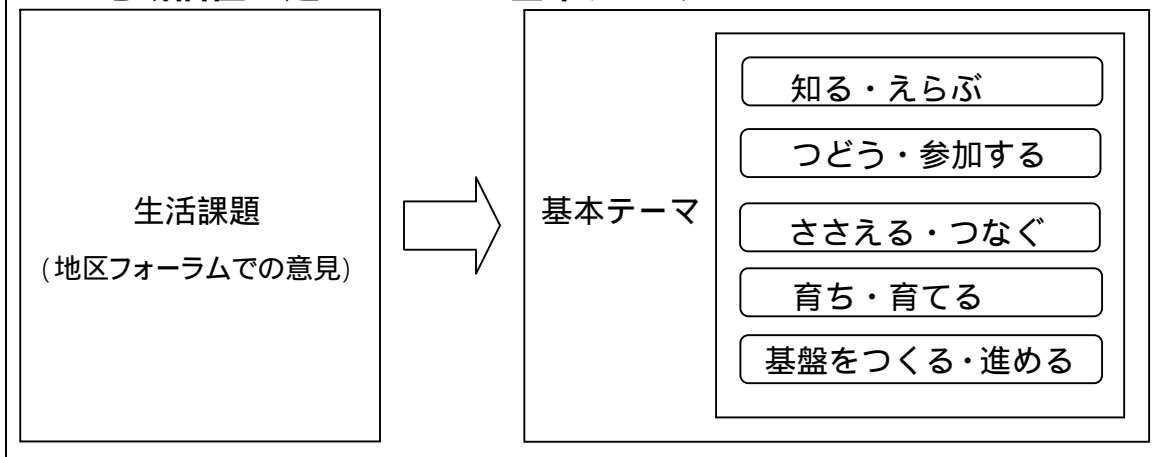 生活課題
(地区フォーラムでの意見)
基本テーマ
知る・えらぶ
つどう・参加する
ささえる・つなぐ
育ち・育てる
基盤をつくる・進める